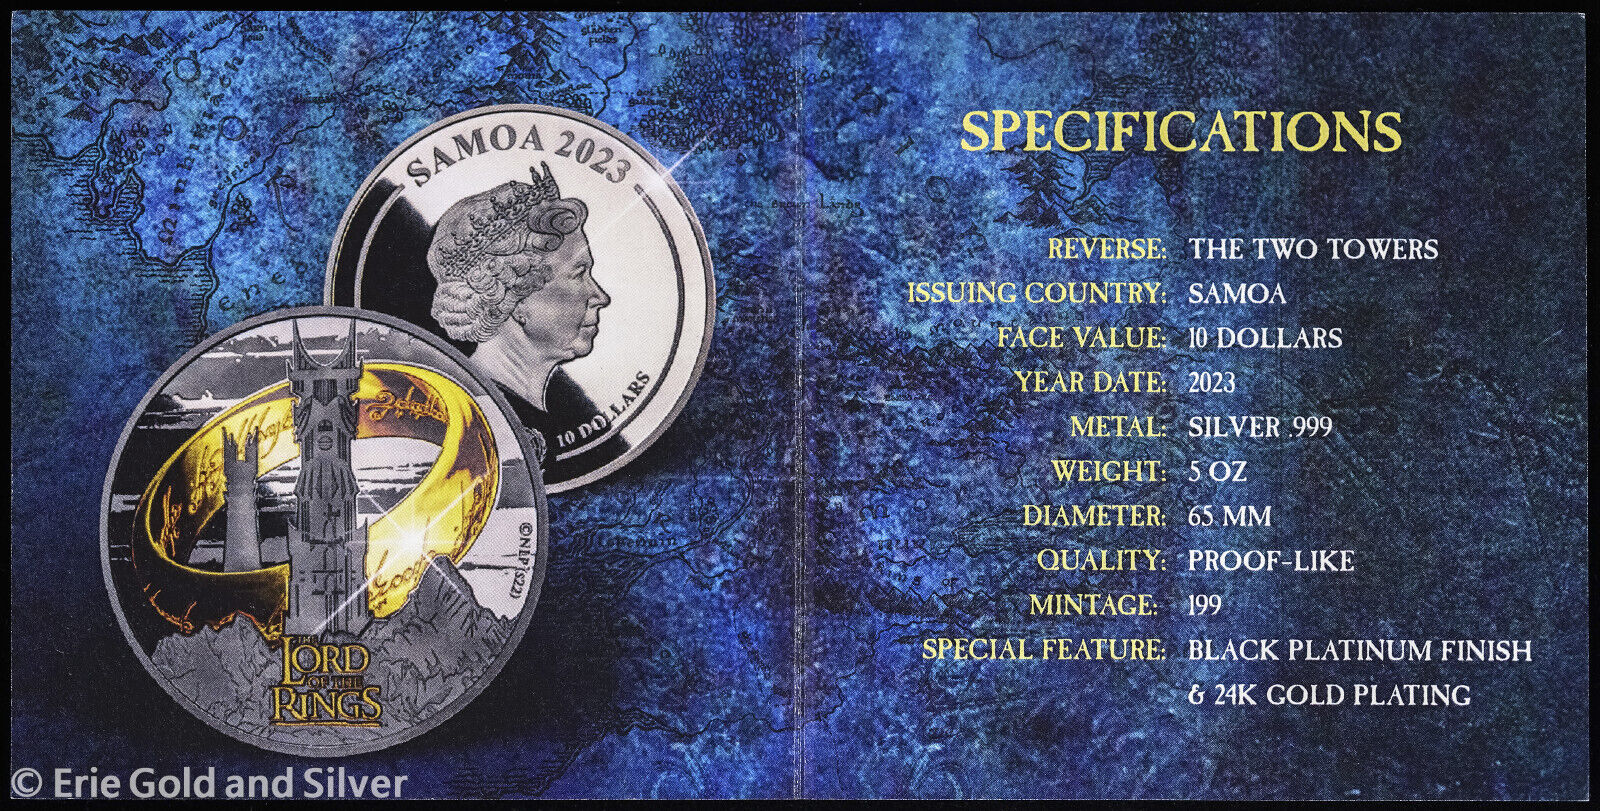 SAMOA 2023
10 DOLLARS
©NLP(s22)
THE
LORD
OF THE
RINGS
SPECIFICATIONS
REVERSE: THE TWO TOWERS
ISSUING COUNTRY: SAMOA
FACE VALUE: 10 DOLLARS
YEAR DATE: 2023
METAL: SILVER .999
WEIGHT: 5 OZ
DIAMETER: 65 MM
QUALITY: PROOF-LIKE
MINTAGE: 199
SPECIAL FEATURE: BLACK PLATINUM FINISH
& 24K GOLD PLATING
© Erie Gold and Silver